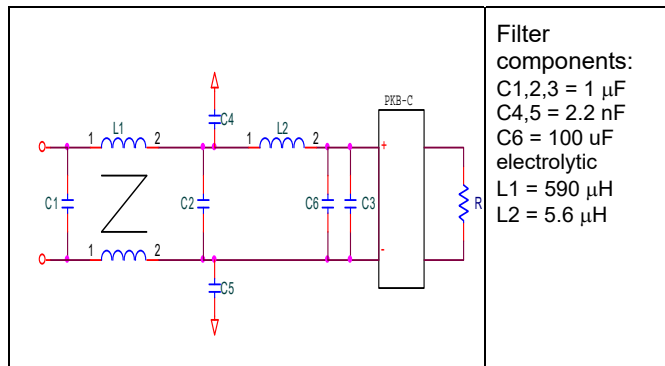 C4
PKB-C
1 L1 2
1 L2 2
+
C1
C2
C6
C3
R
1 2
-
C5
Filter
components:
C1,2,3 = 1 μF
C4,5 = 2.2 nF
C6 = 100 uF
electrolytic
L1 = 590 μH
L2 = 5.6 μH